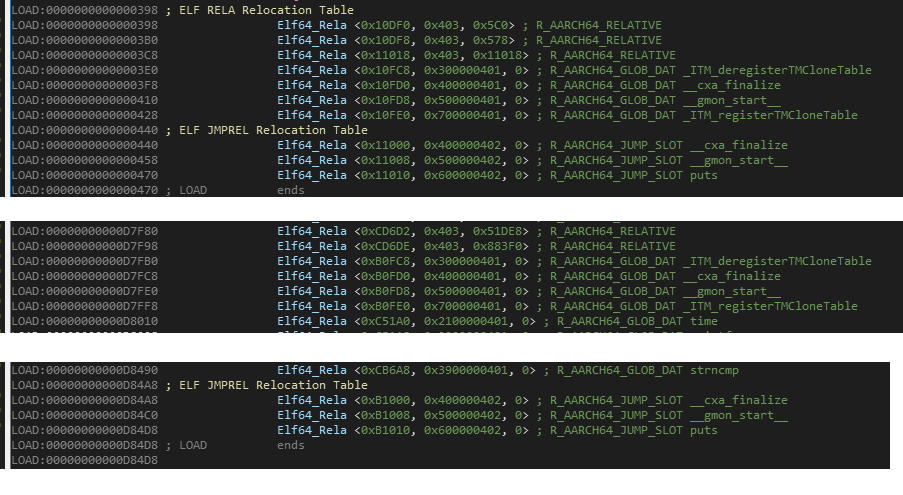 LOAD:0000000000000398 ; ELF RELA Relocation Table
LOAD:0000000000000398 Elf64_Rela <0x10DF0, 0x403, 0x5C0> ; R_AARCH64_RELATIVE
LOAD:00000000000003B0 Elf64_Rela <0x10DF8, 0x403, 0x578> ; R_AARCH64_RELATIVE
LOAD:00000000000003C8 Elf64_Rela <0x11018, 0x403, 0x11018> ; R_AARCH64_RELATIVE
LOAD:00000000000003E0 Elf64_Rela <0x10FC8, 0x300000401, 0> ; R_AARCH64_GLOB_DAT _ITM_deregisterTMCloneTable
LOAD:00000000000003F8 Elf64_Rela <0x10FD0, 0x400000401, 0> ; R_AARCH64_GLOB_DAT __cxa_finalize
LOAD:0000000000000410 Elf64_Rela <0x10FD8, 0x500000401, 0> ; R_AARCH64_GLOB_DAT __gmon_start__
LOAD:0000000000000428 Elf64_Rela <0x10FE0, 0x700000401, 0> ; R_AARCH64_GLOB_DAT _ITM_registerTMCloneTable
LOAD:0000000000000440 ; ELF JMPREL Relocation Table
LOAD:0000000000000440 Elf64_Rela <0x11000, 0x400000402, 0> ; R_AARCH64_JUMP_SLOT __cxa_finalize
LOAD:0000000000000458 Elf64_Rela <0x11008, 0x500000402, 0> ; R_AARCH64_JUMP_SLOT __gmon_start__
LOAD:0000000000000470 Elf64_Rela <0x11010, 0x600000402, 0> ; R_AARCH64_JUMP_SLOT puts
LOAD:0000000000000470 ; LOAD ends
LOAD:00000000000D7F80 Elf64_Rela <0xCD6D2, 0x403, 0x51DE8> ; R_AARCH64_RELATIVE
LOAD:00000000000D7F98 Elf64_Rela <0xCD6DE, 0x403, 0x883F0> ; R_AARCH64_RELATIVE
LOAD:00000000000D7FB0 Elf64_Rela <0xB0FC8, 0x300000401, 0> ; R_AARCH64_GLOB_DAT _ITM_deregisterTMCloneTable
LOAD:00000000000D7FC8 Elf64_Rela <0xB0FD0, 0x400000401, 0> ; R_AARCH64_GLOB_DAT __cxa_finalize
LOAD:00000000000D7FE0 Elf64_Rela <0xB0FD8, 0x500000401, 0> ; R_AARCH64_GLOB_DAT __gmon_start__
LOAD:00000000000D7FF8 Elf64_Rela <0xB0FE0, 0x700000401, 0> ; R_AARCH64_GLOB_DAT _ITM_registerTMCloneTable
LOAD:00000000000D8010 Elf64_Rela <0xC51A0, 0x2100000401, 0> ; R_AARCH64_GLOB_DAT time
LOAD:00000000000D8490 Elf64_Rela <0xCB6A8, 0x3900000401, 0> ; R_AARCH64_GLOB_DAT strncmp
LOAD:00000000000D84A8 ; ELF JMPREL Relocation Table
LOAD:00000000000D84A8 Elf64_Rela <0xB1000, 0x400000402, 0> ; R_AARCH64_JUMP_SLOT __cxa_finalize
LOAD:00000000000D84C0 Elf64_Rela <0xB1008, 0x500000402, 0> ; R_AARCH64_JUMP_SLOT __gmon_start__
LOAD:00000000000D84D8 Elf64_Rela <0xB1010, 0x600000402, 0> ; R_AARCH64_JUMP_SLOT puts
LOAD:00000000000D84D8 ; LOAD ends
LOAD:00000000000D84D8